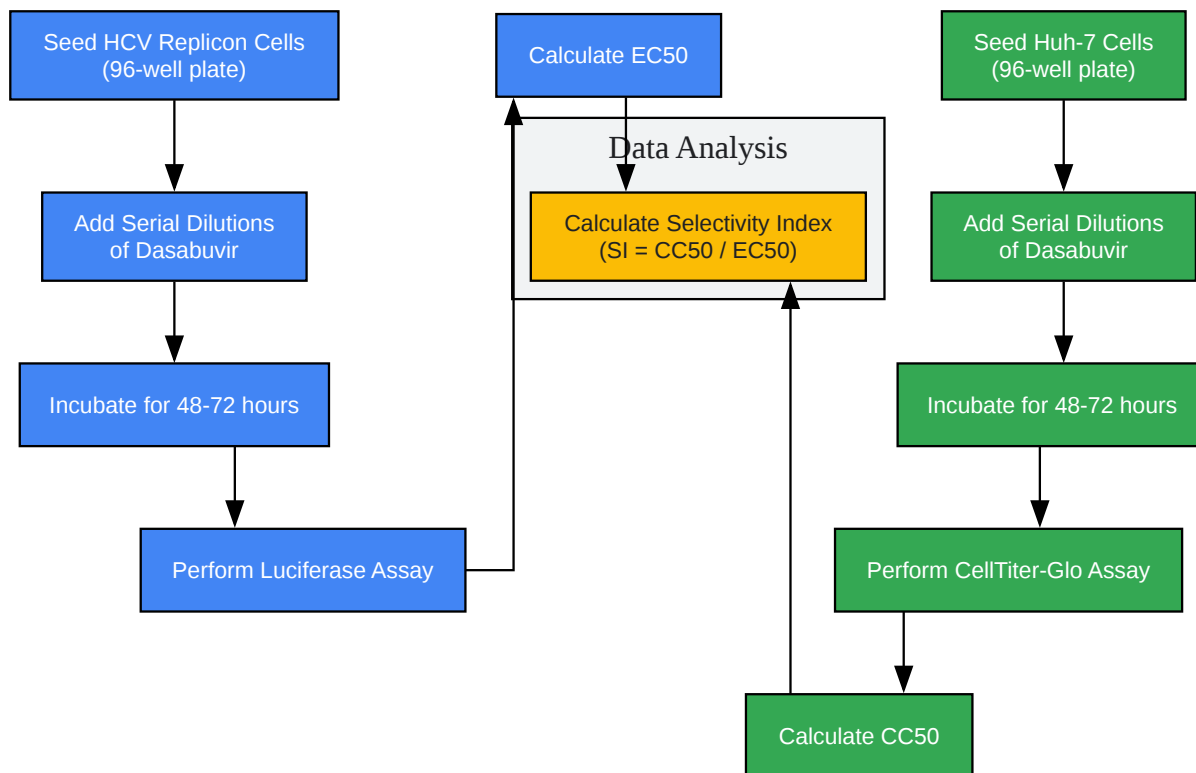 Seed HCV Replicon Cells
(96-well plate)
Add Serial Dilutions
of Dasabuvir
Incubate for 48-72 hours
Perform Luciferase Assay
Calculate EC50
Data Analysis
Calculate Selectivity Index
(SI = CC50 / EC50)
Seed Huh-7 Cells
(96-well plate)
Add Serial Dilutions
of Dasabuvir
Incubate for 48-72 hours
Perform CellTiter-Glo Assay
Calculate CC50